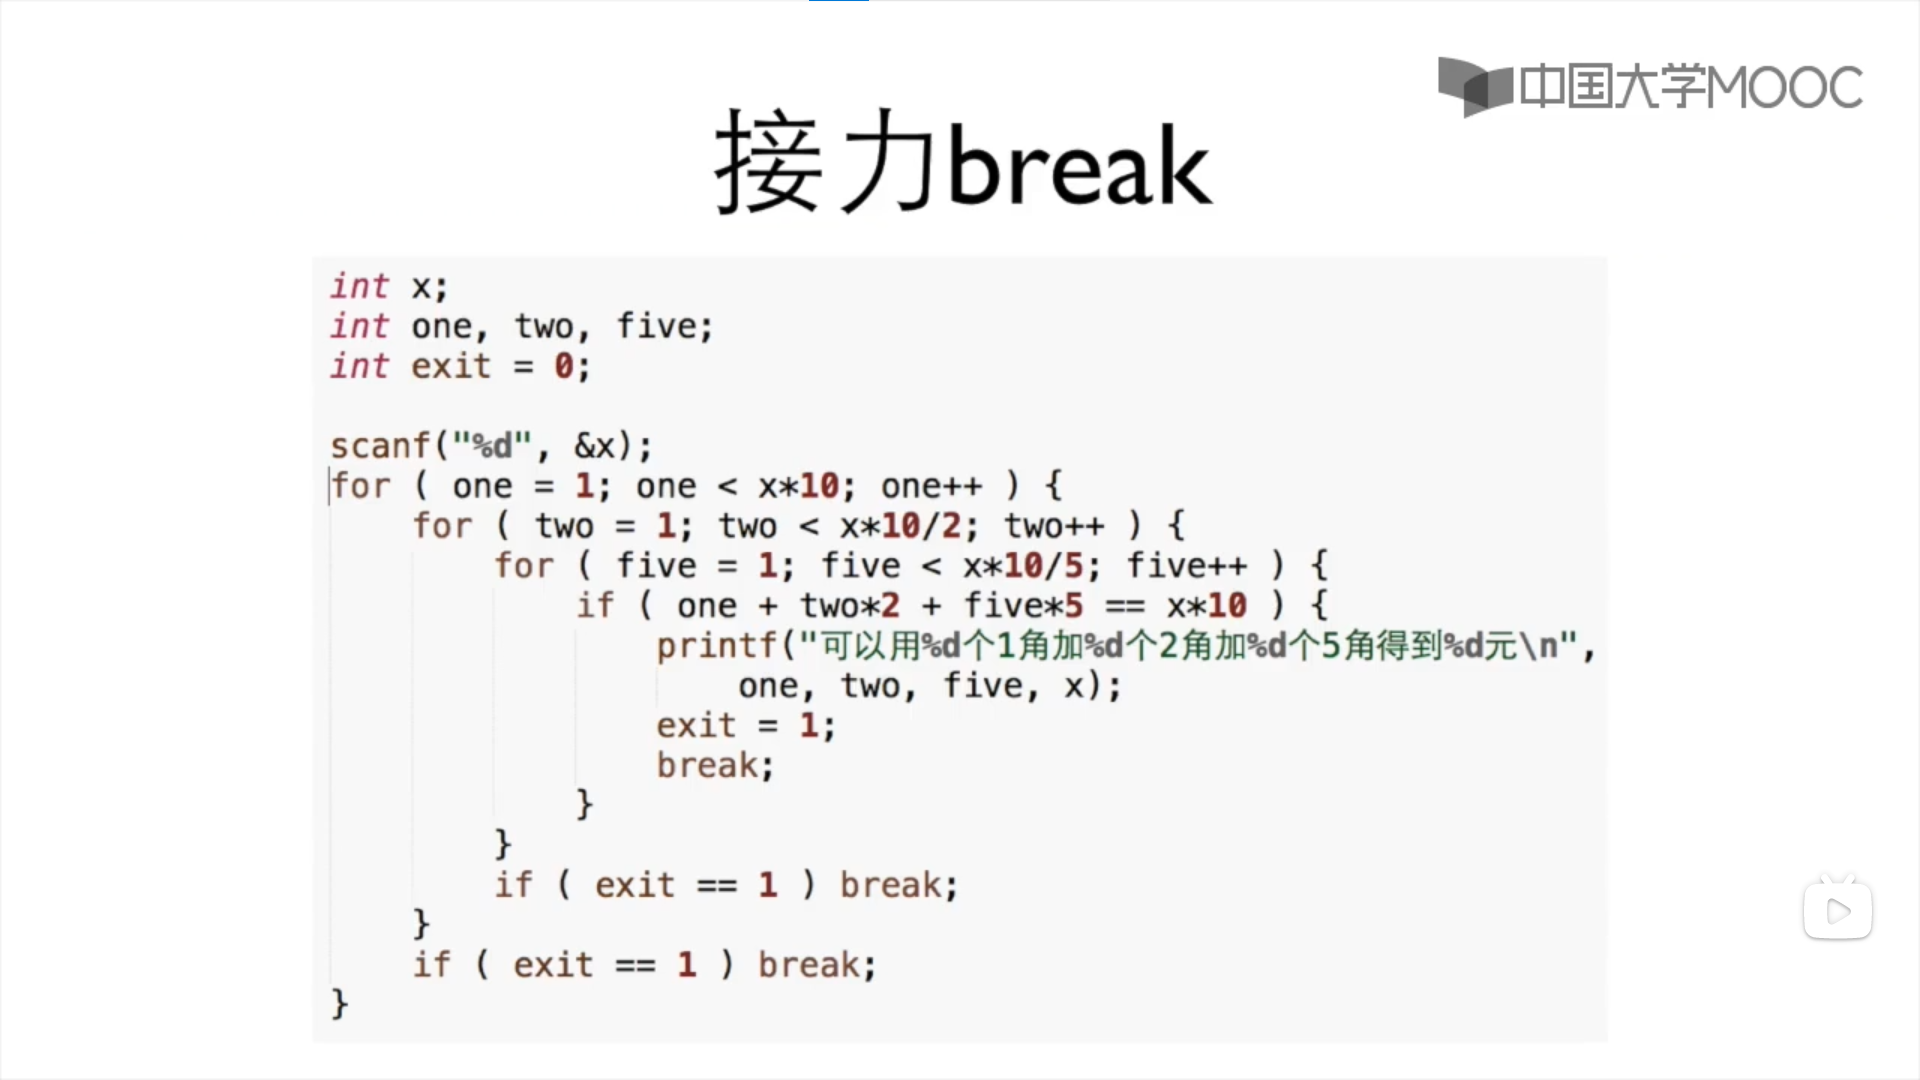 中国大学MOOC
接力break
int x;
int one, two, five;
int exit = 0;
scanf("%d", &x);
for ( one = 1; one < x*10; one++ ) {
    for ( two = 1; two < x*10/2; two++ ) {
        for ( five = 1; five < x*10/5; five++ ) {
            if ( one + two*2 + five*5 == x*10 ) {
                printf("可以用%d个1角加%d个2角加%d个5角得到%d元\n",
                    one, two, five, x);
                exit = 1;
                break;
            }
        }
        if ( exit == 1 ) break;
    }
    if ( exit == 1 ) break;
}